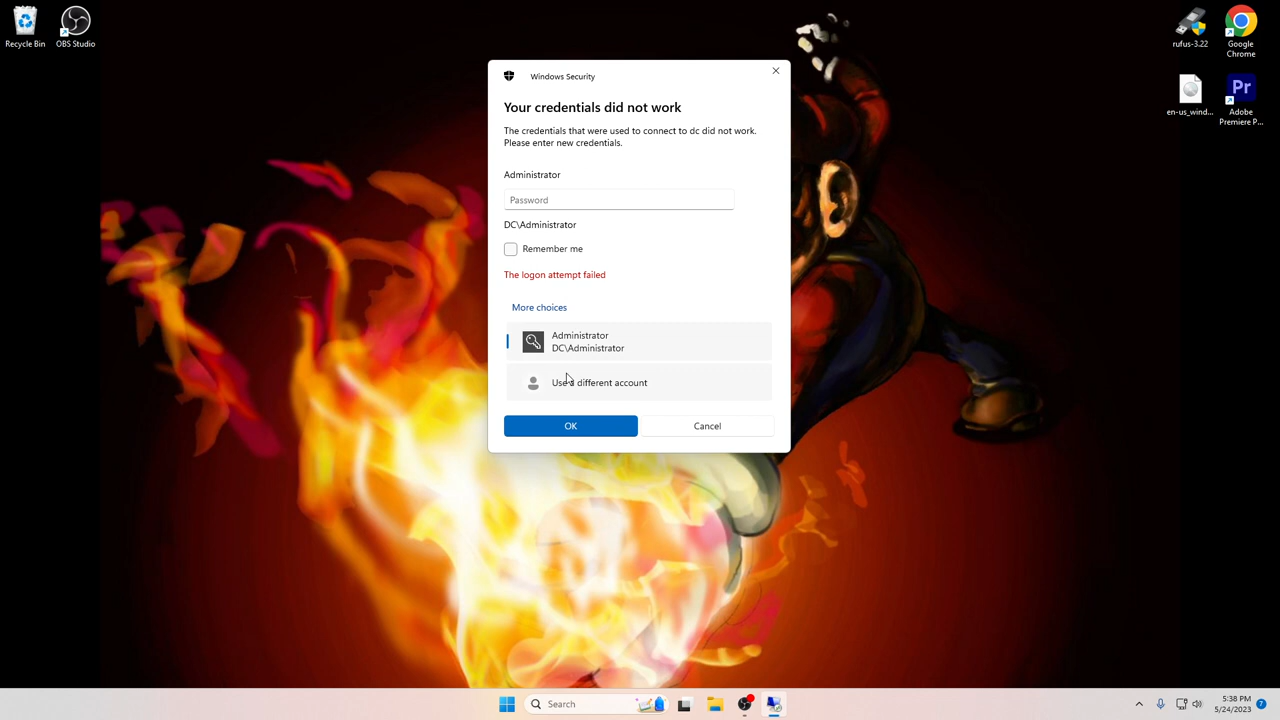 Recycle Bin
OBS Studio
rufus-3.22
Google
Chrome
en-us_wind...
Adobe
Premiere P...
Pr
Windows Security
Your credentials did not work
The credentials that were used to connect to dc did not work.
Please enter new credentials.
Administrator
Password
DC\Administrator
Remember me
The logon attempt failed
More choices
Administrator
DC\Administrator
Use a different account
OK
Cancel
Search
5:38 PM
5/24/2023
7